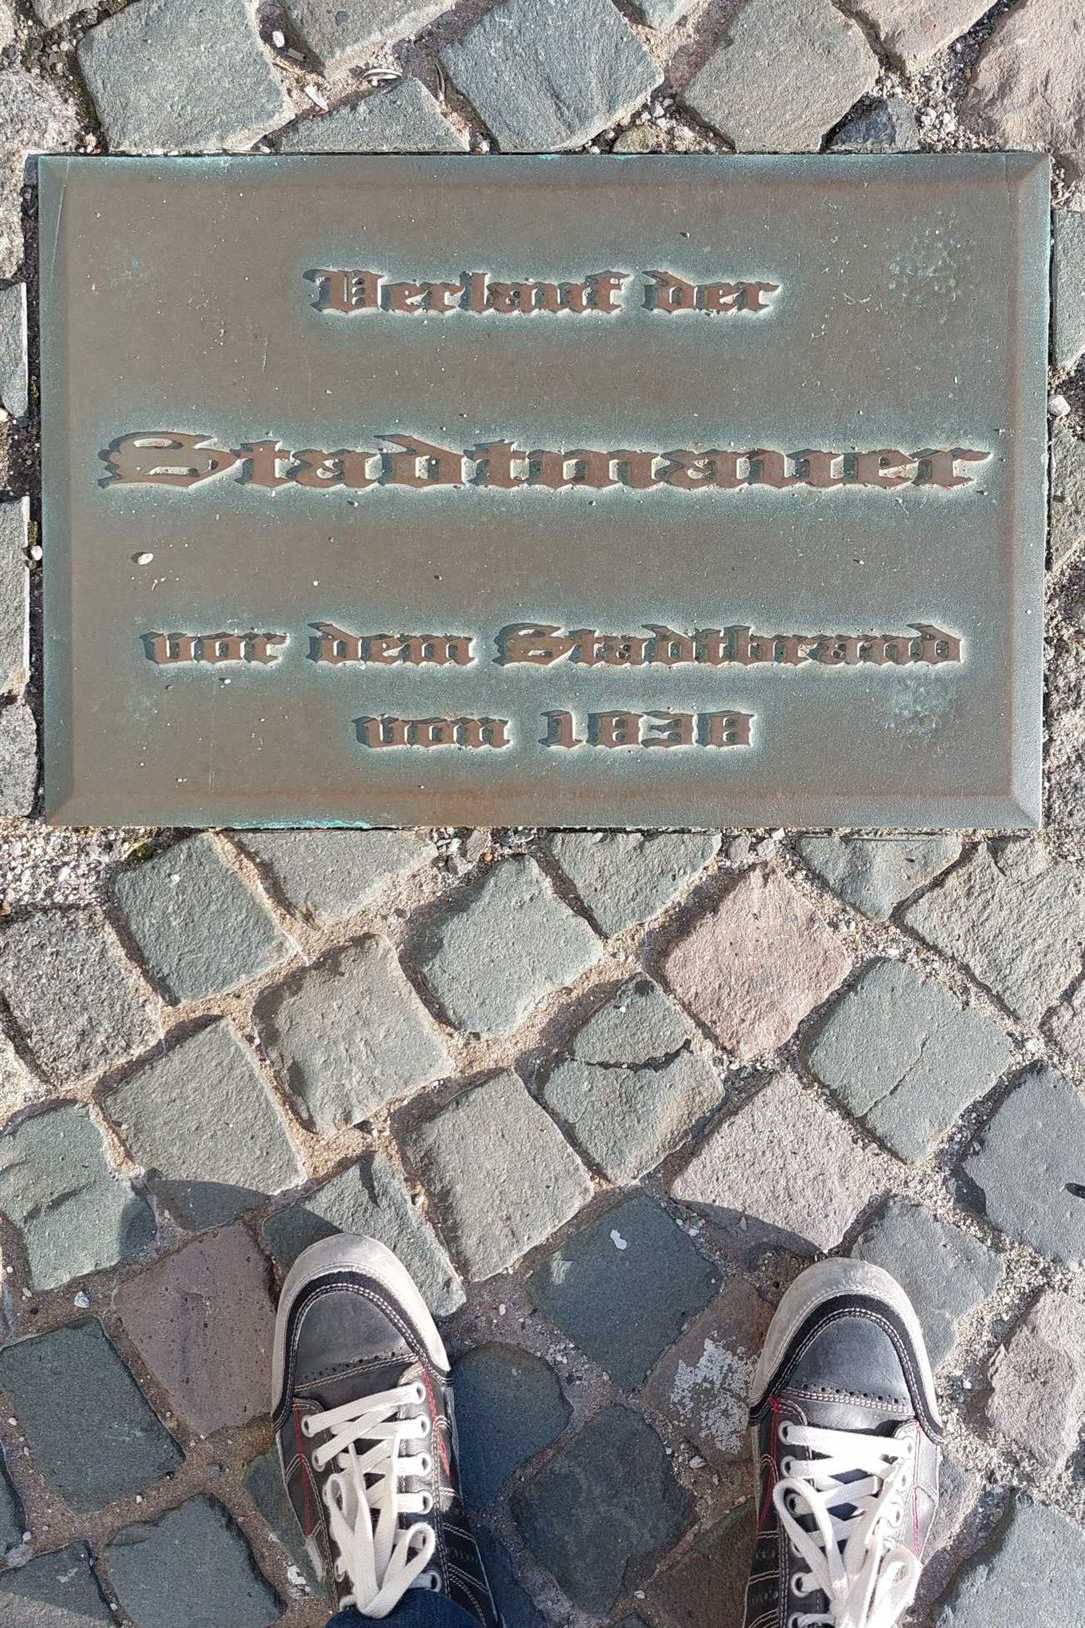 Verlauf der
Stadtmauer
vor dem Stadtbrand
von 1838